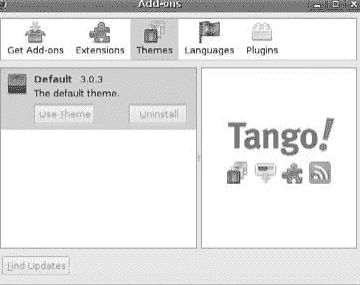 Add-ons
Get Add-ons Extensions Themes Languages Plugins
Default 3.0.3
The default theme.
Use Theme Uninstall
Tango!
Find Updates